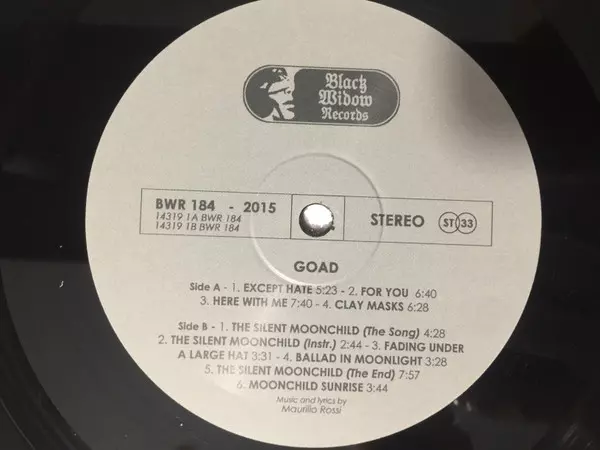 Black
Widow
Records
BWR 184 - 2015
14319 1A BWR 184
14319 1B BWR 184
STEREO
ST 33
GOAD
Side A - 1. EXCEPT HATE 5:23 - 2. FOR YOU 6:40
3. HERE WITH ME 7:40 - 4. CLAY MASKS 6:28
Side B - 1. THE SILENT MOONCHILD (The Song) 4:28
2. THE SILENT MOONCHILD (Instr.) 2:44 - 3. FADING UNDER
A LARGE HAT 3:31 - 4. BALLAD IN MOONLIGHT 3:28
5. THE SILENT MOONCHILD (The End) 7:57
6. MOONCHILD SUNRISE 3:44
Music and lyrics by
Maurilio Rossi